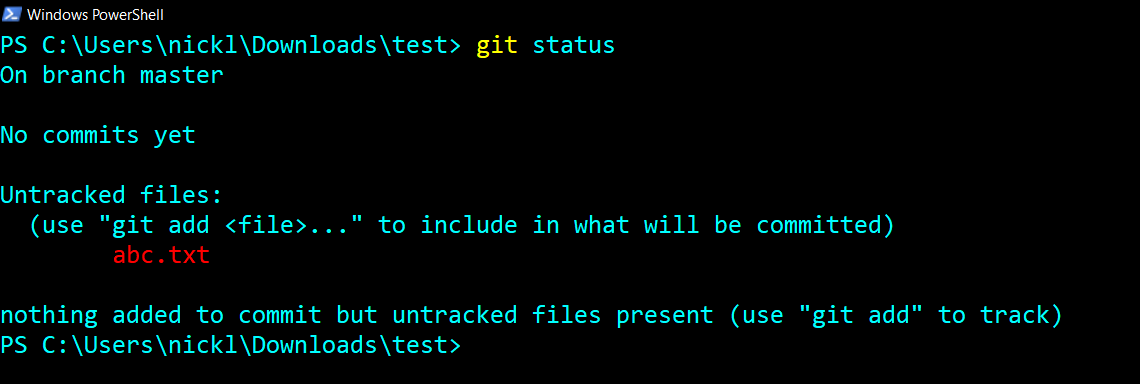 Windows PowerShell
PS C:\Users\nickl\Downloads\test> git status
On branch master
No commits yet
Untracked files:
  (use "git add <file>..." to include in what will be committed)
        abc.txt
nothing added to commit but untracked files present (use "git add" to track)
PS C:\Users\nickl\Downloads\test>